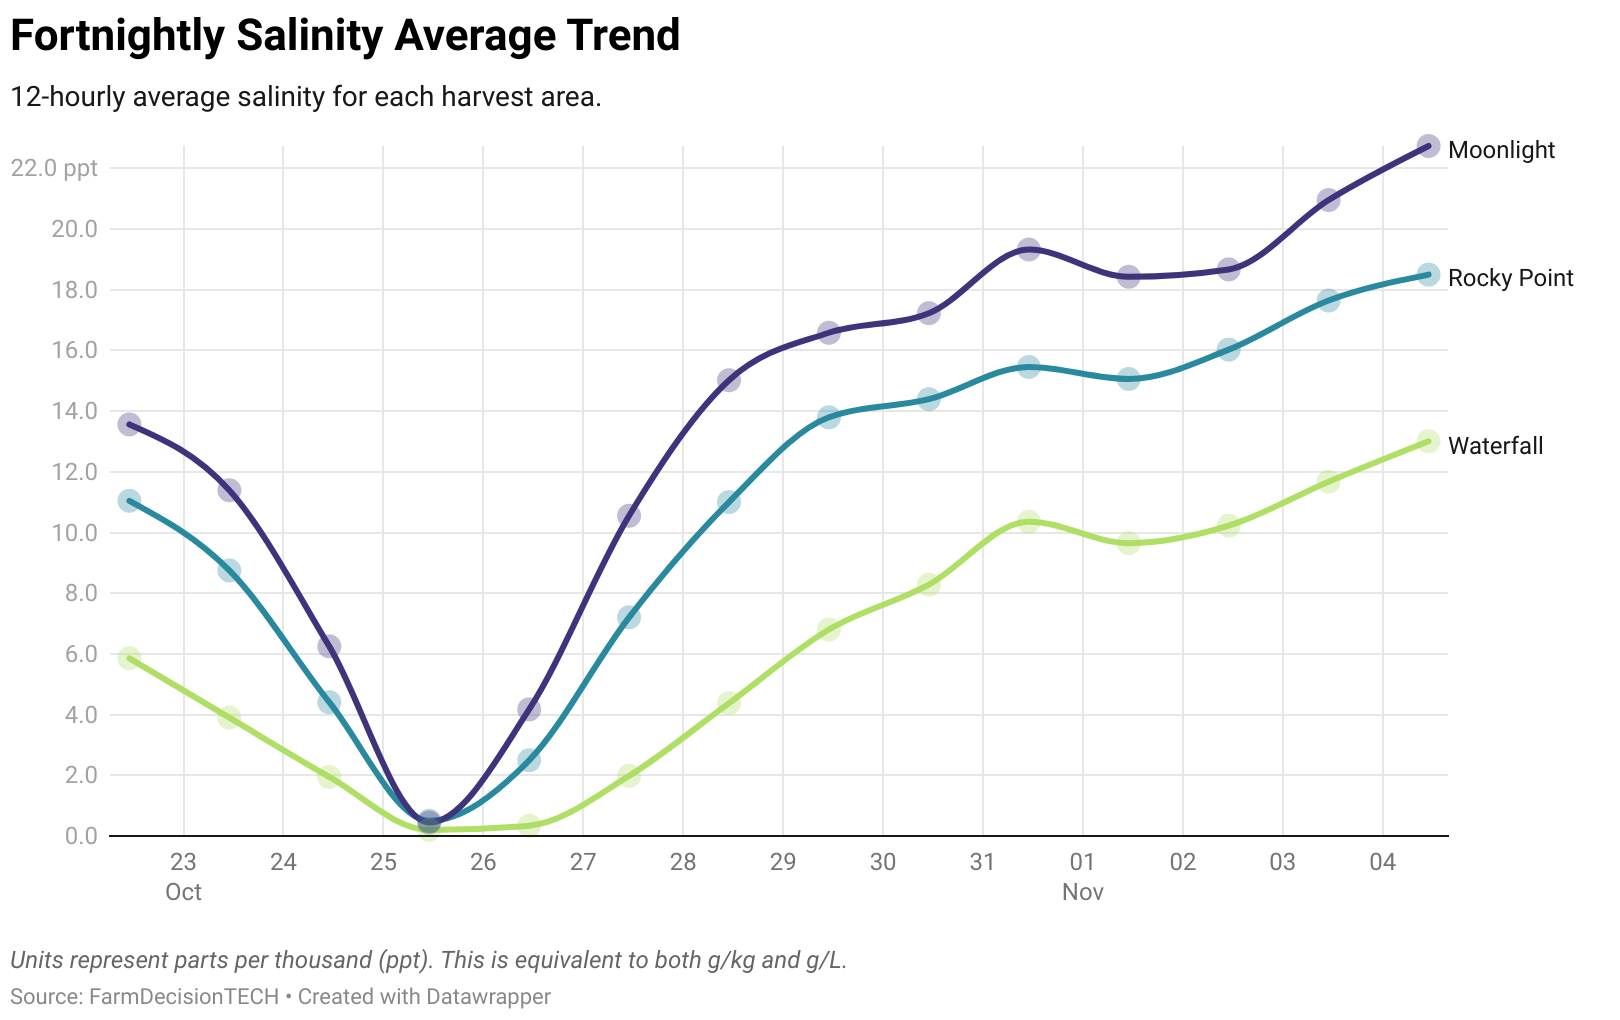 Fortnightly Salinity Average Trend
12-hourly average salinity for each harvest area.
22.0 ppt
20.0
18.0
16.0
14.0
12.0
10.0
8.0
6.0
4.0
2.0
0.0
Moonlight
Rocky Point
Waterfall
23 24 25 26 27 28 29 30 31 01 02 03 04
Oct Nov
Units represent parts per thousand (ppt). This is equivalent to both g/kg and g/L.
Source: FarmDecisionTECH • Created with Datawrapper